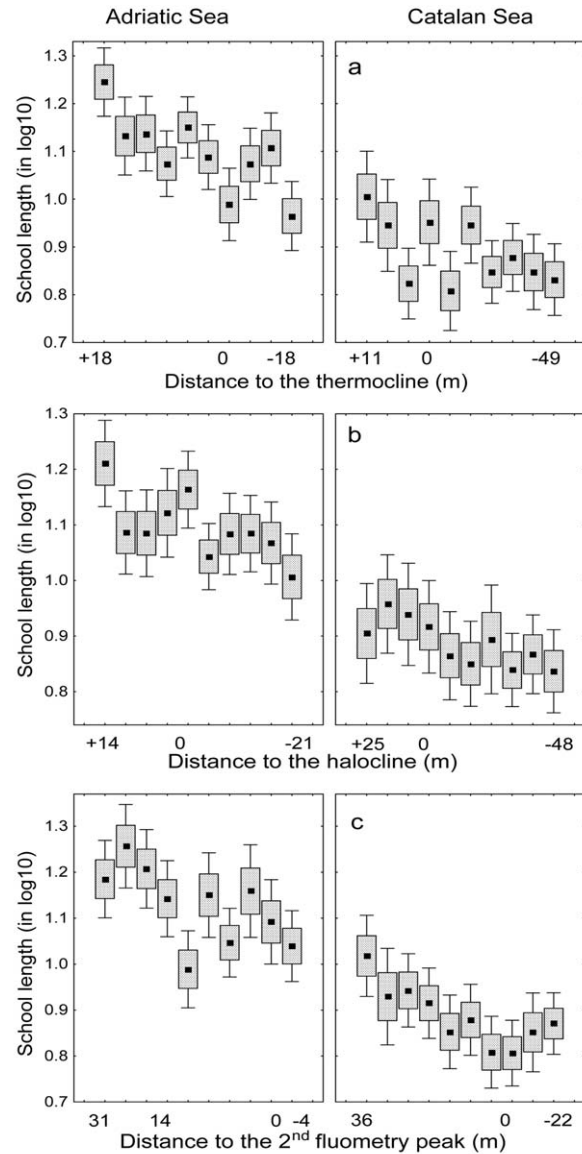 Adriatic Sea Catalan Sea
School length (in log10)
1.3
1.2
1.1
1.0
0.9
0.8
0.7
a
+18 0 -18 +11 0 -49
Distance to the thermocline (m)
School length (in log10)
1.3
1.2
1.1
1.0
0.9
0.8
b
+14 0 -21 +25 0 -48
Distance to the halocline (m)
School length (in log10)
1.3
1.2
1.1
1.0
0.9
0.8
0.7
c
31 14 0 -4 36 0 -22
Distance to the 2nd fluometry peak (m)